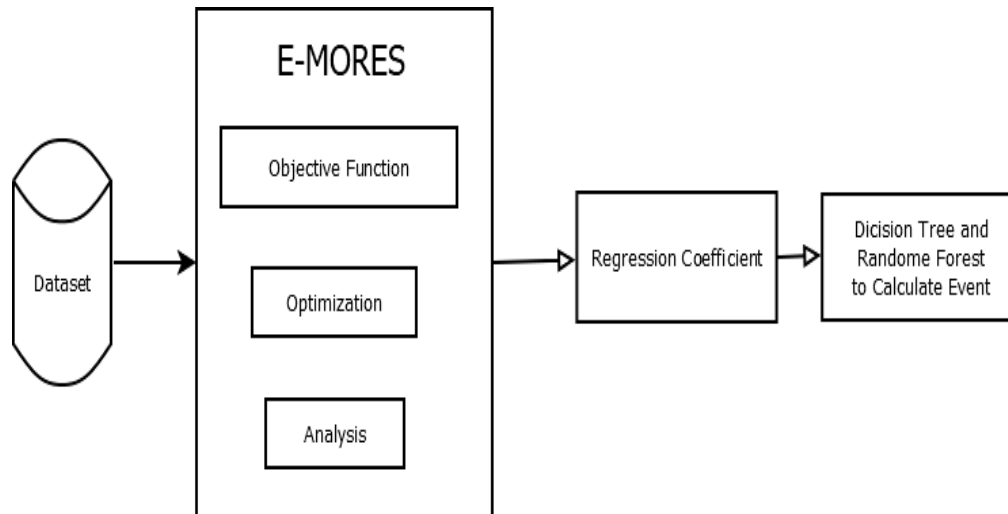 E-MORES
Objective Function
Optimization
Analysis
Dataset
Regression Coefficient
Dicision Tree and
Randome Forest
to Calculate Event